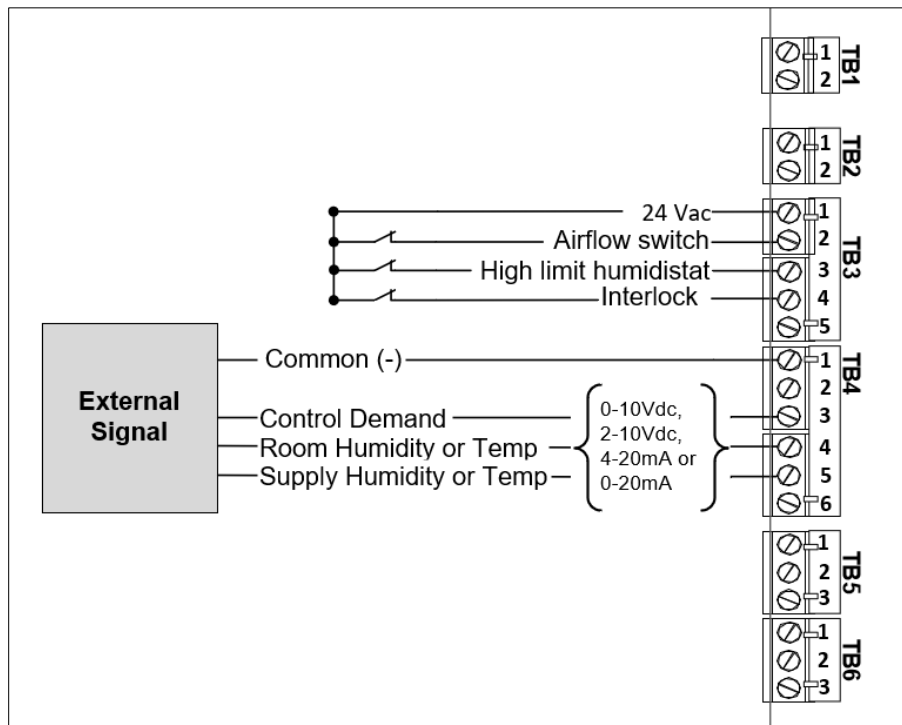 1
2
TB1
1
2
TB2
24 Vac
Airflow switch
High limit humidistat
Interlock
1
2
3
4
5
TB3
External
Signal
Common (-)
Control Demand
Room Humidity or Temp
Supply Humidity or Temp
0-10Vdc,
2-10Vdc,
4-20mA or
0-20mA
1
2
3
4
5
6
TB4
1
2
3
TB5
1
2
3
TB6